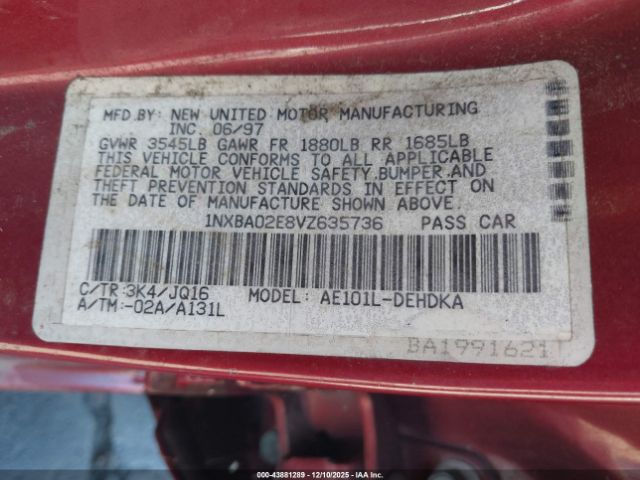 MFD BY: NEW UNITED MOTOR MANUFACTURING
INC. 06/97
GVWR 3545LB GAWR FR 1880LB RR 1685LB
THIS VEHICLE CONFORMS TO ALL APPLICABLE
FEDERAL MOTOR VEHICLE SAFETY,BUMPER,AND
THEFT PREVENTION STANDARDS IN EFFECT ON
THE DATE OF MANUFACTURE SHOWN ABOVE.
1NXBA02E8VZ635736 PASS CAR
C/TR:3K4/JQ16 MODEL: AE101L-DEHDKA
A/TM:-02A/A131L
BA1991621
000-43881289 - 12/10/2025 - IAAI.COM